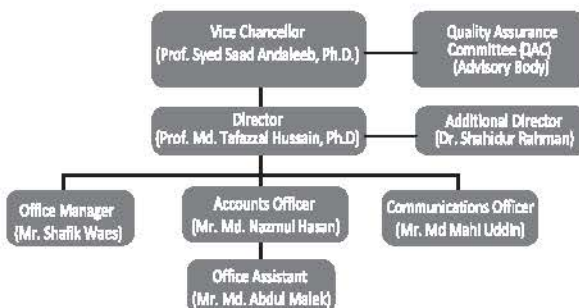 Vice Chancellor
(Prof. Syed Saad Andaleeb, Ph.D.)
Quality Assurance
Committee (QAC)
(Advisory Body)
Director
(Prof. Md. Tafazzal Hussain, Ph.D)
Additional Director
(Dr. Shahidur Rahman)
Office Manager
(Mr. Shafik Waes)
Accounts Officer
(Mr. Md. Nazmul Hasan)
Communications Officer
(Mr. Md Mahi Uddin)
Office Assistant
(Mr. Md. Abdul Malek)